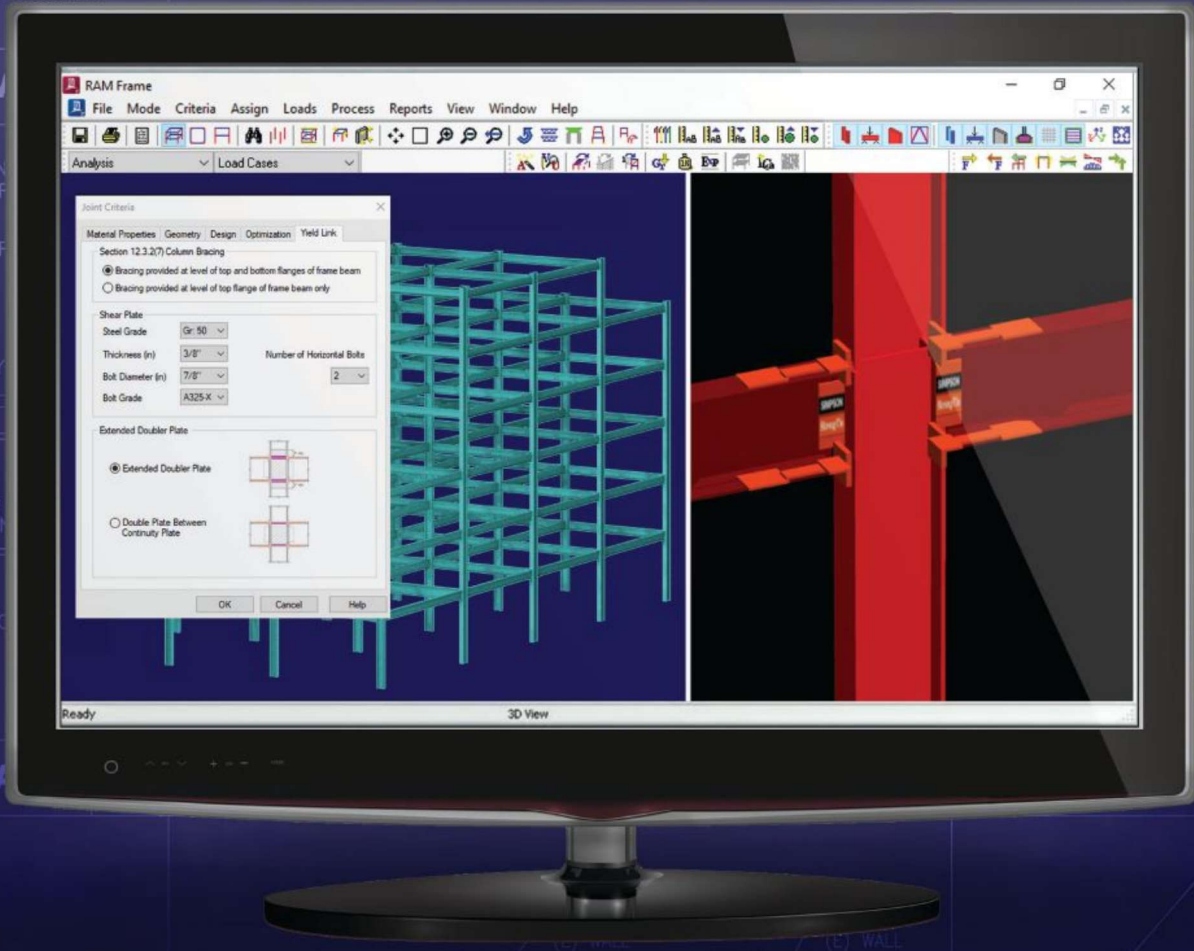 RAM Frame
File Mode Criteria Assign Loads Process Reports View Window Help
Analysis Load Cases
Joint Criteria
Material Properties Geometry Design Optimization Yield Link
Section 12.3.2(7) Column Bracing
Bracing provided at level of top and bottom flanges of frame beam
Bracing provided at level of top flange of frame beam only
Shear Plate
Steel Grade Gr: 50
Thickness (in) 3/8" Number of Horizontal Bolts
Bolt Diameter (in) 7/8" 2
Bolt Grade A325-X
Extended Doubler Plate
Extended Doubler Plate
Double Plate Between
Continuity Plate
OK Cancel Help
SIMPSON
SIMPSON
Ready 3D View
(E) WALL
(E) WALL